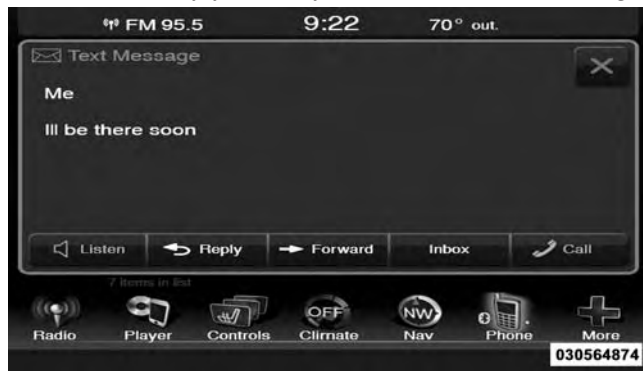 FM 95.5 9:22 70° out.
Text Message
Me
Ill be there soon
Listen Reply Forward Inbox Call
7 items in list
OFF NW
Radio Player Controls Climate Nav Phone More
030564874